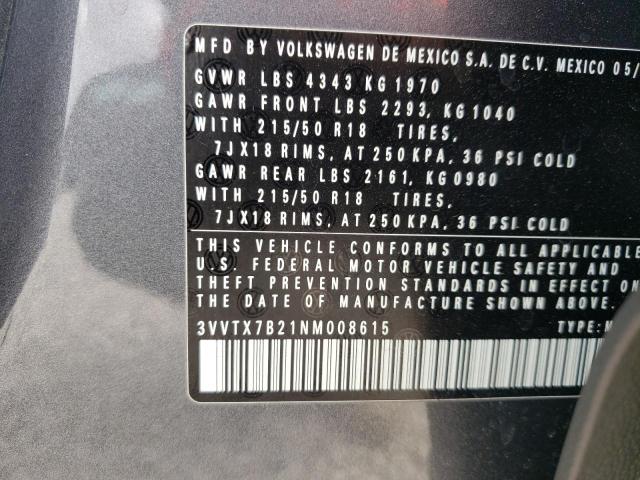 MFD BY VOLKSWAGEN DE MEXICO S.A. DE C.V. MEXICO 05/
GVWR LBS 4343 KG 1970
GAWR FRONT LBS 2293, KG 1040
WITH 215/50 R18 TIRES,
7JX18 RIMS, AT 250 KPA, 36 PSI COLD
GAWR REAR LBS 2161, KG 0980
WITH 215/50 R18 TIRES,
7JX18 RIMS, AT 250 KPA, 36 PSI COLD
THIS VEHICLE CONFORMS TO ALL APPLICABLE
U.S. FEDERAL MOTOR VEHICLE SAFETY AND
THEFT PREVENTION STANDARDS IN EFFECT ON
THE DATE OF MANUFACTURE SHOWN ABOVE.
3VVTX7B21NM008615 TYPE:M